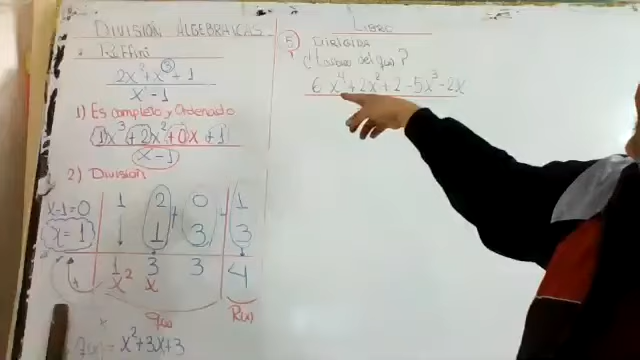 DIVISIÓN ALGEBRAICAS
Ruffini
2x² + x³ + 1
x - 1
1) Es completo y Ordenado
1x³ + 2x² + 0x + 1
x - 1
2) División
x-1=0 1 2 0 1
x = 1 ↓ 1 3 3
1 3 3 4
x² x
q(x) R(x)
q(x) = x² + 3x + 3
LIBRO
5
6x⁴ + 2x² + 2 - 5x³ - 2x